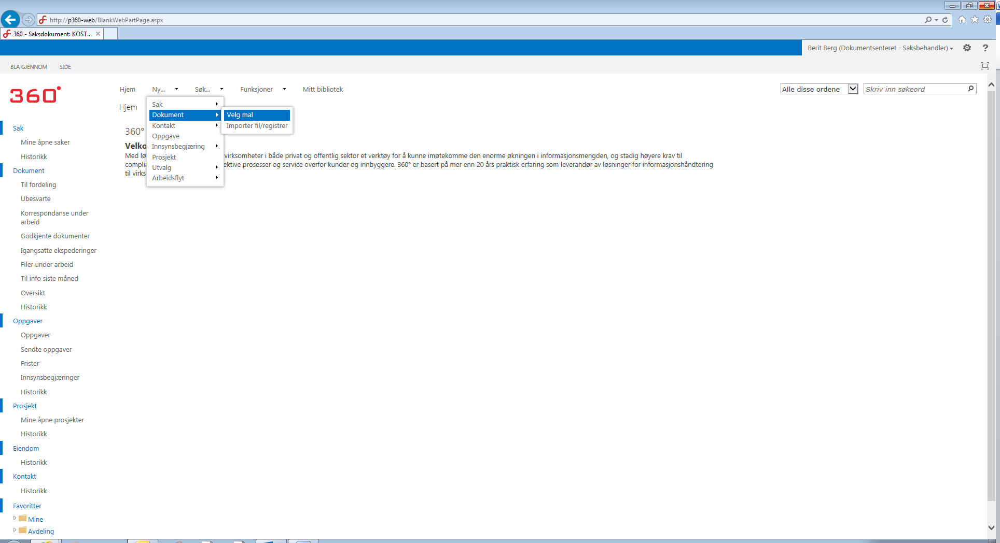 http://p360-web/BlankWebPartPage.aspx
360 - Saksdokument: KOST...
Berit Berg (Dokumentsenteret - Saksbehandler)
?
BLA GJENNOM SIDE
360°
Hjem Ny... Søk... Funksjoner Mitt bibliotek
Alle disse ordene
Skriv inn søkeord
Hjem
Sak
Dokument
Kontakt
Oppgave
Innsynsbegjæring
Prosjekt
Utvalg
Arbeidsflyt
Velg mal
Importer fil/registrer
360°
Velko
Med lø virksomheter i både privat og offentlig sektor et verktøy for å kunne imøtekomme den enorme økningen i informasjonsmengden, og stadig høyere krav til
compli ektive prosesser og service overfor kunder og innbyggere. 360° er basert på mer enn 20 års praktisk erfaring som leverandør av løsninger for informasjonshåndtering
til virks
Sak
Mine åpne saker
Historikk
Dokument
Til fordeling
Ubesvarte
Korrespondanse under
arbeid
Godkjente dokumenter
Igangsatte ekspederinger
Filer under arbeid
Til info siste måned
Oversikt
Historikk
Oppgaver
Oppgaver
Sendte oppgaver
Frister
Innsynsbegjæringer
Historikk
Prosjekt
Mine åpne prosjekter
Historikk
Eiendom
Historikk
Kontakt
Historikk
Favoritter
Mine
Avdeling